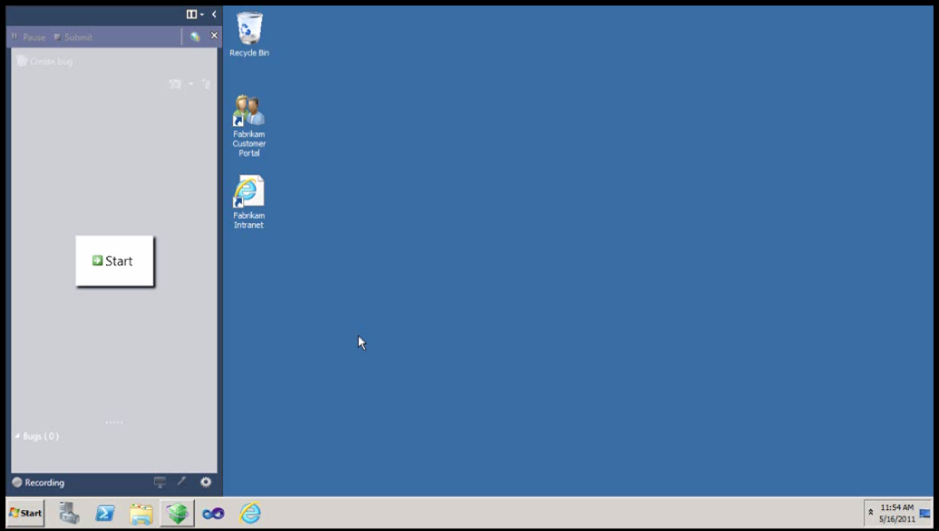 Pause
Submit
Create bug
Start
Bugs ( 0 )
Recording
Recycle Bin
Fabrikam
Customer
Portal
Fabrikam
Intranet
Start
11:54 AM
5/16/2011